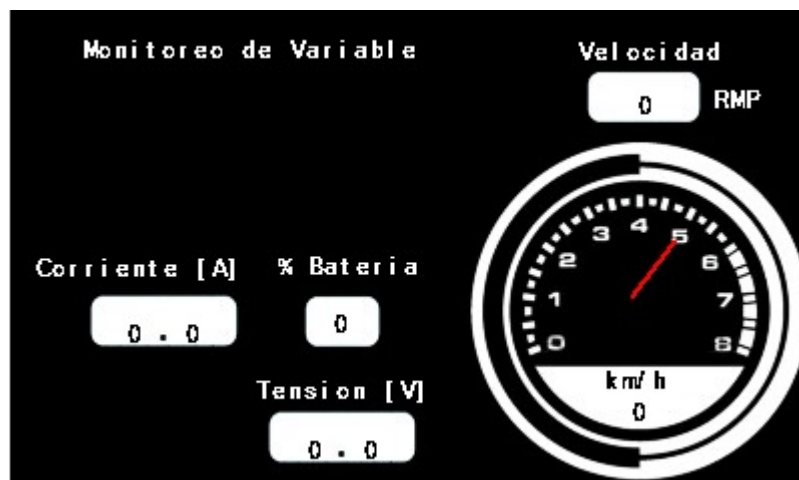 Monitoreo de Variable
Velocidad
0 RMP
Corriente [A]
0.0
% Bateria
0
Tension [V]
0.0
0
1
2
3
4
5
6
7
8
km/h
0